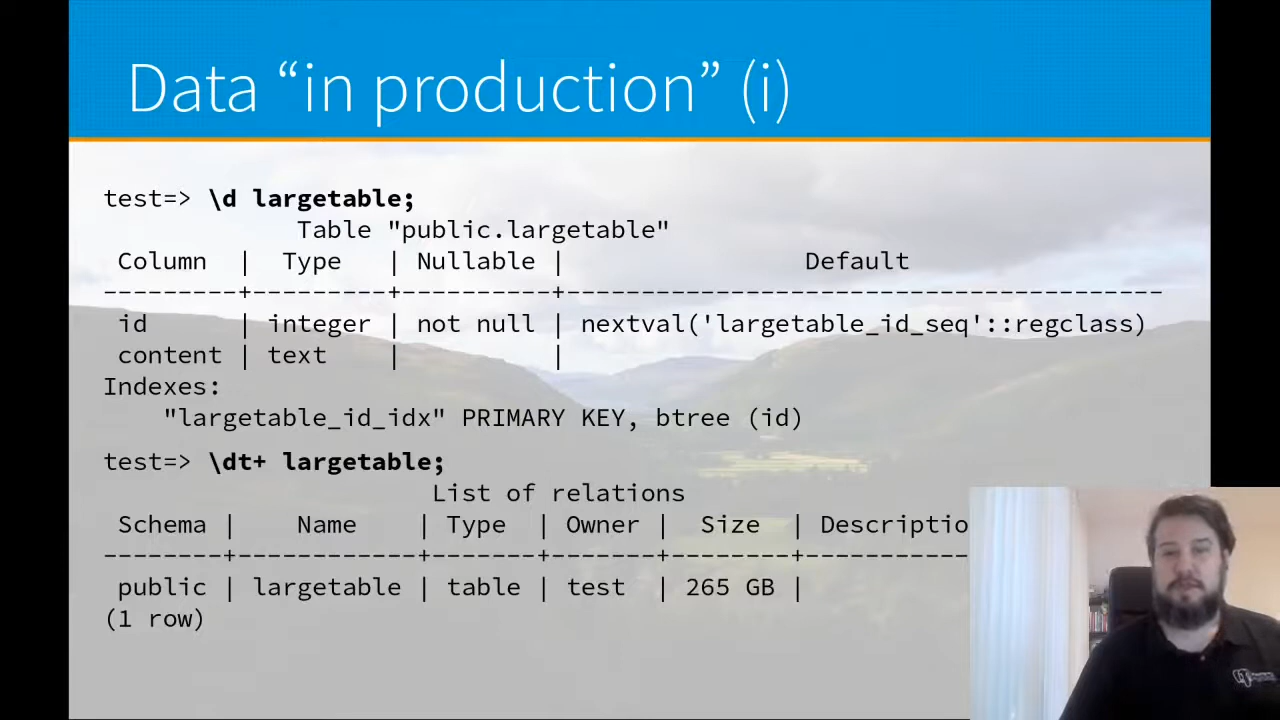 Data “in production” (i)
test=> \d largetable;
Table "public.largetable"
Column | Type | Nullable | Default
---------+---------+----------+----------------------------------------
id | integer | not null | nextval('largetable_id_seq'::regclass)
content | text | |
Indexes:
"largetable_id_idx" PRIMARY KEY, btree (id)
test=> \dt+ largetable;
List of relations
Schema | Name | Type | Owner | Size | Descriptio
--------+------------+-------+-------+--------+-----------
public | largetable | table | test | 265 GB |
(1 row)